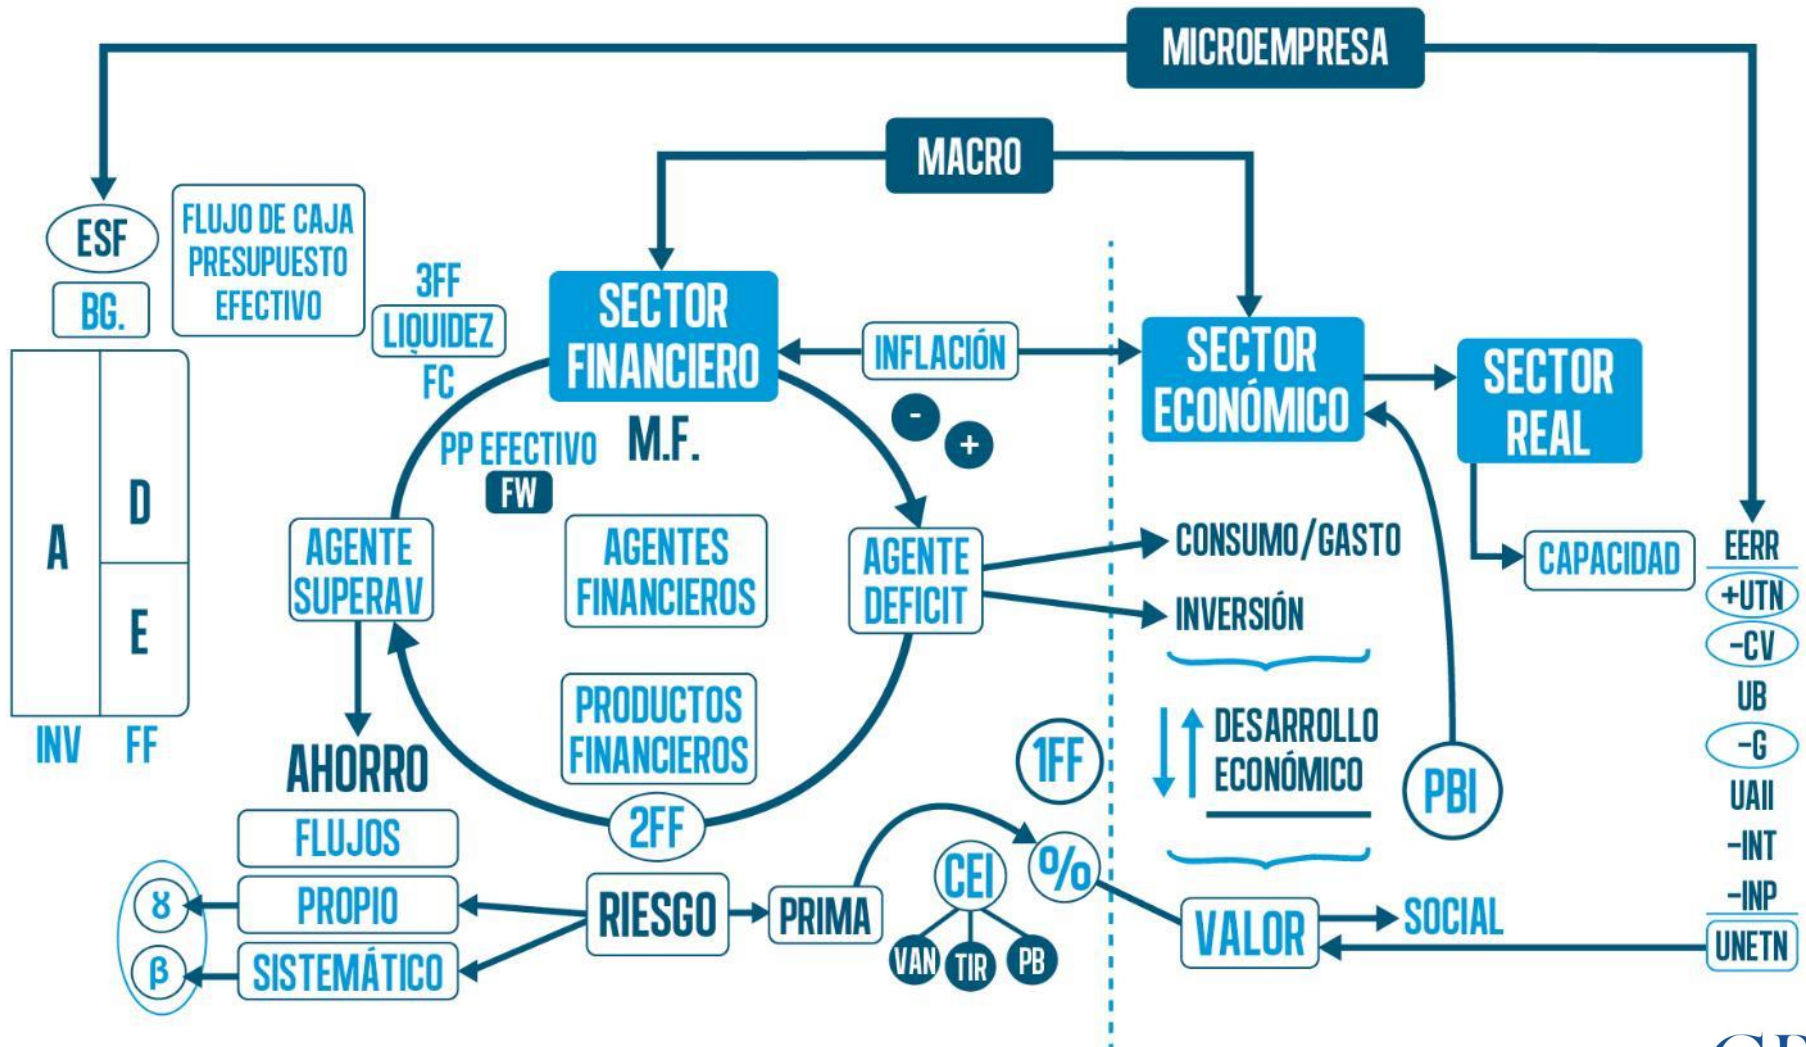 MICROEMPRESA
MACRO
ESF
BG.
FLUJO DE CAJA
PRESUPUESTO
EFECTIVO
3FF
LIQUIDEZ
FC
SECTOR
FINANCIERO
M.F.
INFLACIÓN
-
+
SECTOR
ECONÓMICO
SECTOR
REAL
PP EFECTIVO
FW
A
D
E
INV
FF
AGENTE
SUPERAV
AGENTES
FINANCIEROS
AGENTE
DEFICIT
CONSUMO/GASTO
INVERSIÓN
CAPACIDAD
EERR
+UTN
-CV
UB
-G
UAII
-INT
-INP
UNETN
PRODUCTOS
FINANCIEROS
2FF
1FF
DESARROLLO
ECONÓMICO
PBI
AHORRO
FLUJOS
PROPIO
SISTEMÁTICO
8
β
RIESGO
PRIMA
CEI
%
VAN
TIR
PB
VALOR
SOCIAL